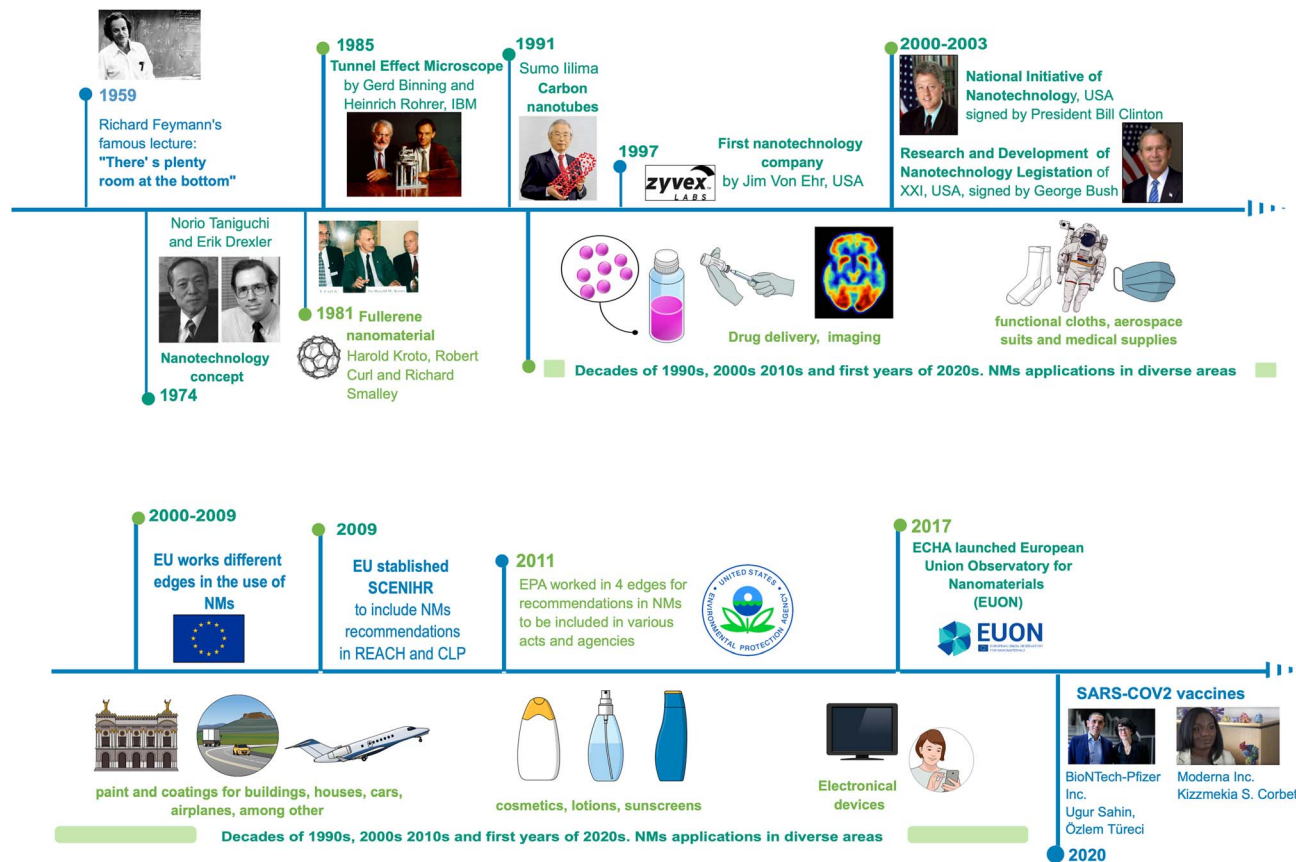 1959
Richard Feymann's
famous lecture:
"There' s plenty
room at the bottom"
Norio Taniguchi
and Erik Drexler
Nanotechnology
concept
1974
1985
Tunnel Effect Microscope
by Gerd Binning and
Heinrich Rohrer, IBM
1981 Fullerene
nanomaterial
Harold Kroto, Robert
Curl and Richard
Smalley
1991
Sumo Iilima
Carbon
nanotubes
1997
zyvex
LABS
First nanotechnology
company
by Jim Von Ehr, USA
2000-2003
National Initiative of
Nanotechnology, USA
signed by President Bill Clinton
Research and Development of
Nanotechnology Legistation of
XXI, USA, signed by George Bush
Drug delivery, imaging
functional cloths, aerospace
suits and medical supplies
Decades of 1990s, 2000s 2010s and first years of 2020s. NMs applications in diverse areas
2000-2009
EU works different
edges in the use of
NMs
2009
EU stablished
SCENIHR
to include NMs
recommendations
in REACH and CLP
2011
EPA worked in 4 edges for
recommendations in NMs
to be included in various
acts and agencies
UNITED STATES
ENVIRONMENTAL PROTECTION AGENCY
2017
ECHA launched European
Union Observatory for
Nanomaterials
(EUON)
EUON
paint and coatings for buildings, houses, cars,
airplanes, among other
cosmetics, lotions, sunscreens
Electronical
devices
Decades of 1990s, 2000s 2010s and first years of 2020s. NMs applications in diverse areas
SARS-COV2 vaccines
BioNTech-Pfizer
Inc.
Ugur Sahin,
Özlem Türeci
Moderna Inc.
Kizzmekia S. Corbet
2020